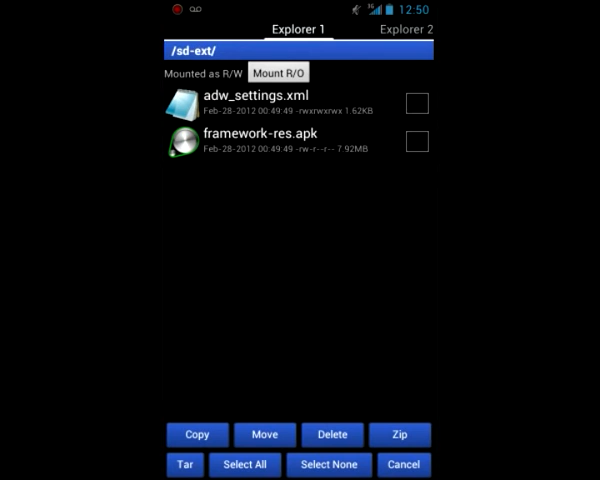 3G 12:50
Explorer 1 Explorer 2
/sd-ext/
Mounted as R/W Mount R/O
adw_settings.xml
Feb-28-2012 00:49:49 -rwxrwxrwx 1.62KB
framework-res.apk
Feb-28-2012 00:49:49 -rw-r--r-- 7.92MB
Copy Move Delete Zip
Tar Select All Select None Cancel